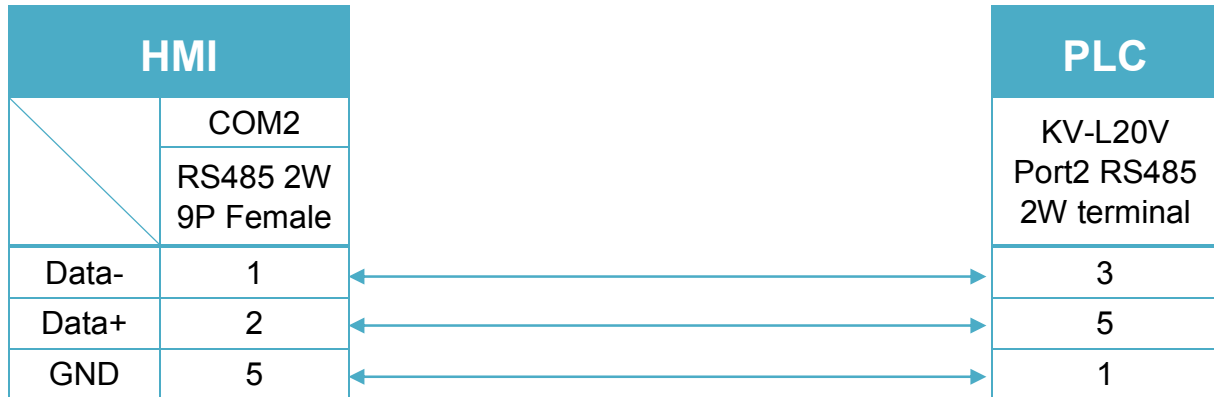 HMI
PLC
COM2
RS485 2W
9P Female
KV-L20V
Port2 RS485
2W terminal
Data- 1 3
Data+ 2 5
GND 5 1